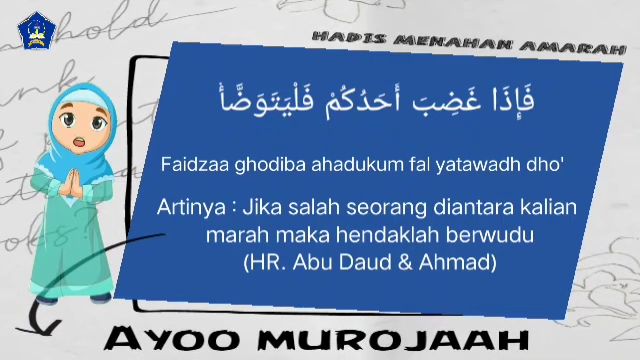 HADIS MENAHAN AMARAH
فَإِذَا غَضِبَ أَحَدُكُمْ فَلْيَتَوَضَّأْ
Faidzaa ghodiba ahadukum fal yatawadh dho'
Artinya : Jika salah seorang diantara kalian
marah maka hendaklah berwudu
(HR. Abu Daud & Ahmad)
AYOO MUROJAAH